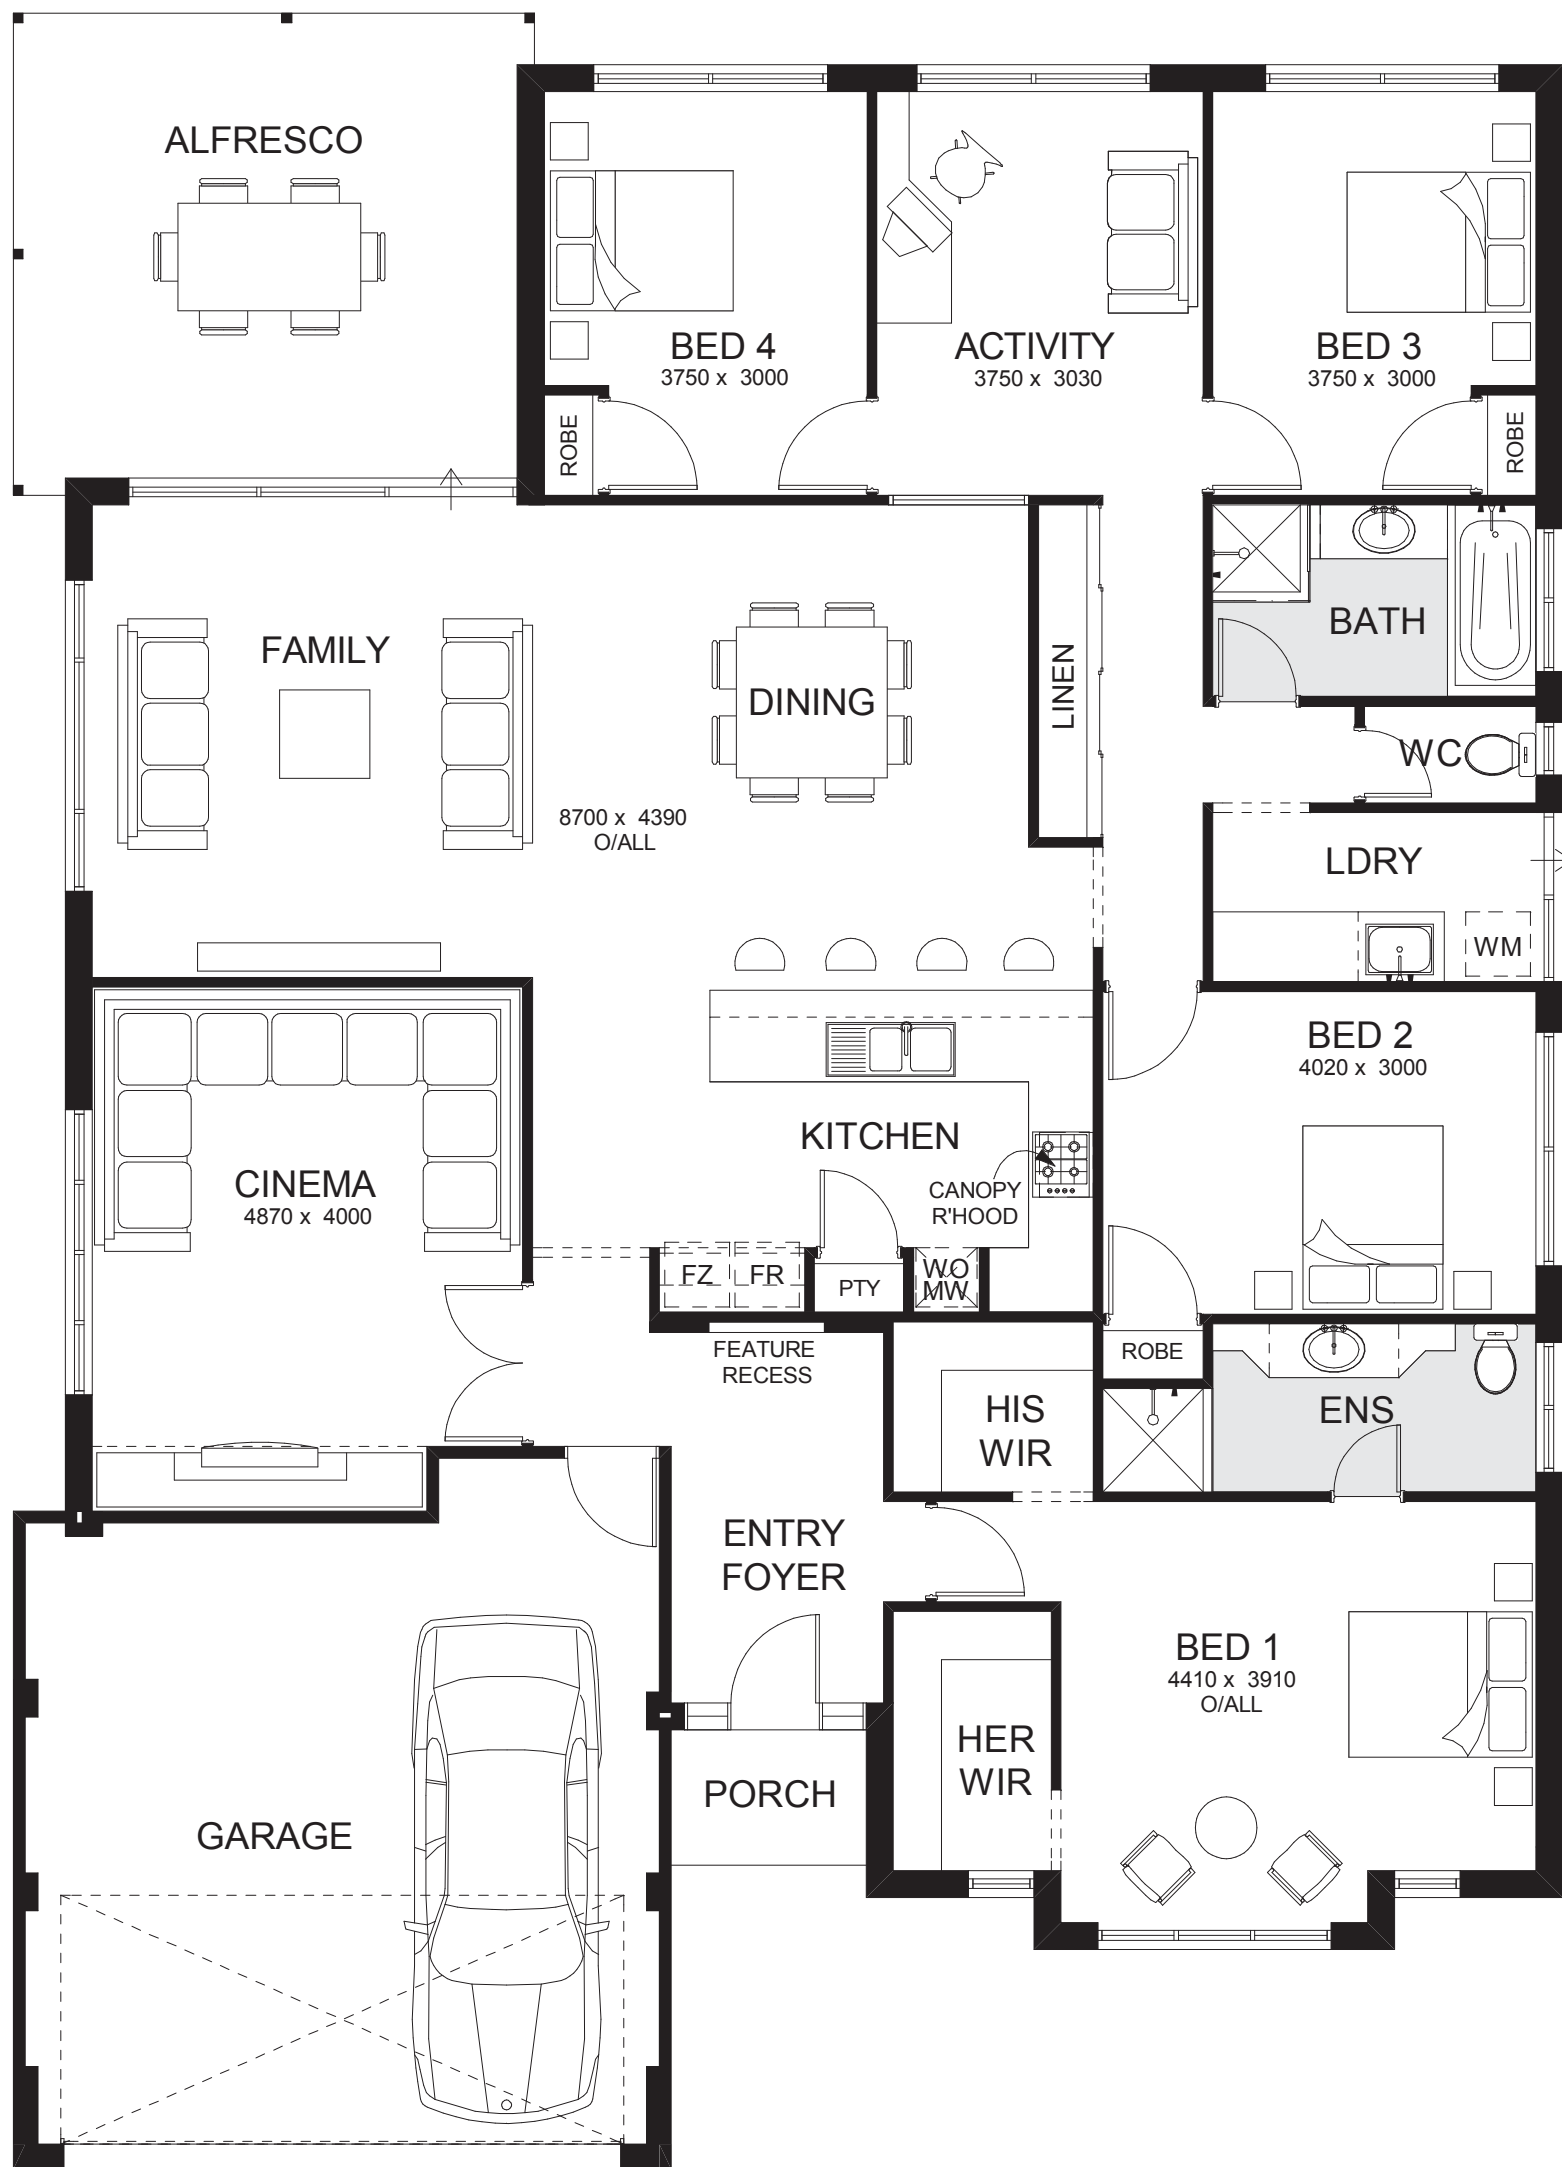 ALFRESCO
BED 4
3750 x 3000
ACTIVITY
3750 x 3030
BED 3
3750 x 3000
ROBE
ROBE
FAMILY
DINING
8700 x 4390
O/ALL
LINEN
BATH
WC
LDRY
WM
BED 2
4020 x 3000
KITCHEN
CANOPY
R'HOOD
CINEMA
4870 x 4000
FZ
FR
PTY
WO
MW
FEATURE
RECESS
ROBE
HIS
WIR
ENS
ENTRY
FOYER
BED 1
4410 x 3910
O/ALL
HER
WIR
PORCH
GARAGE